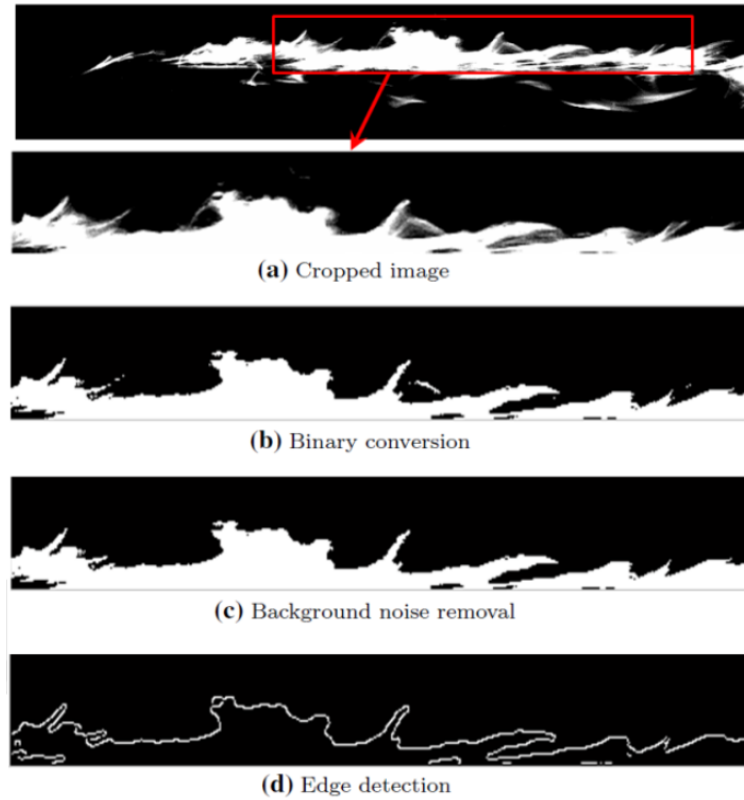 (a) Cropped image
(b) Binary conversion
(c) Background noise removal
(d) Edge detection